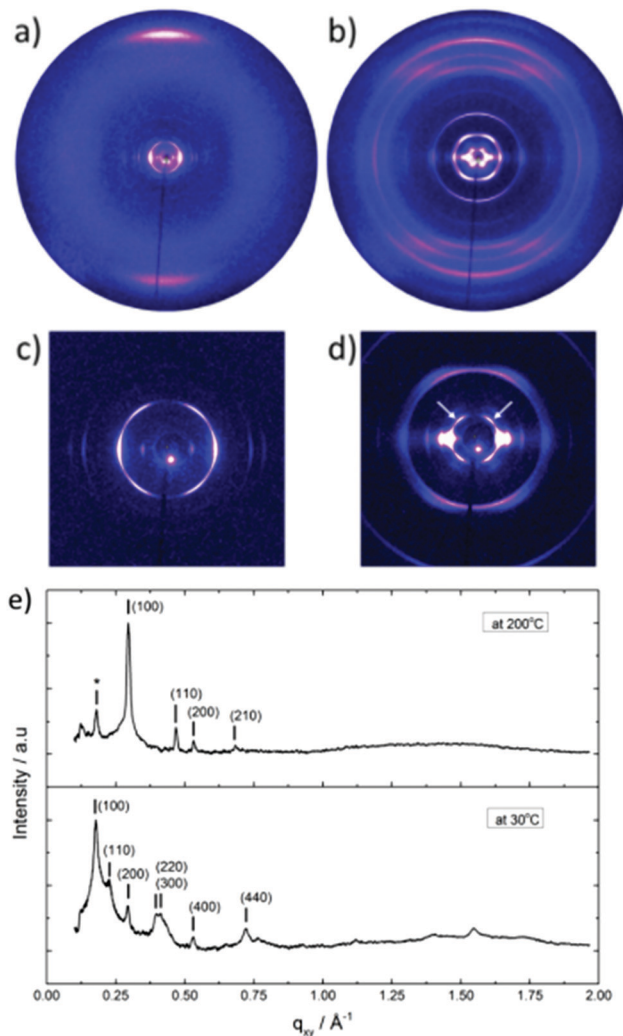 a) b)
c) d)
e)
(100)
at 200°C
*
(110)
(200)
(210)
(100)
at 30°C
(110)
(200)
(220)
(300)
(400)
(440)
Intensity / a.u
0.00 0.25 0.50 0.75 1.00 1.25 1.50 1.75 2.00
qxy / Å-1